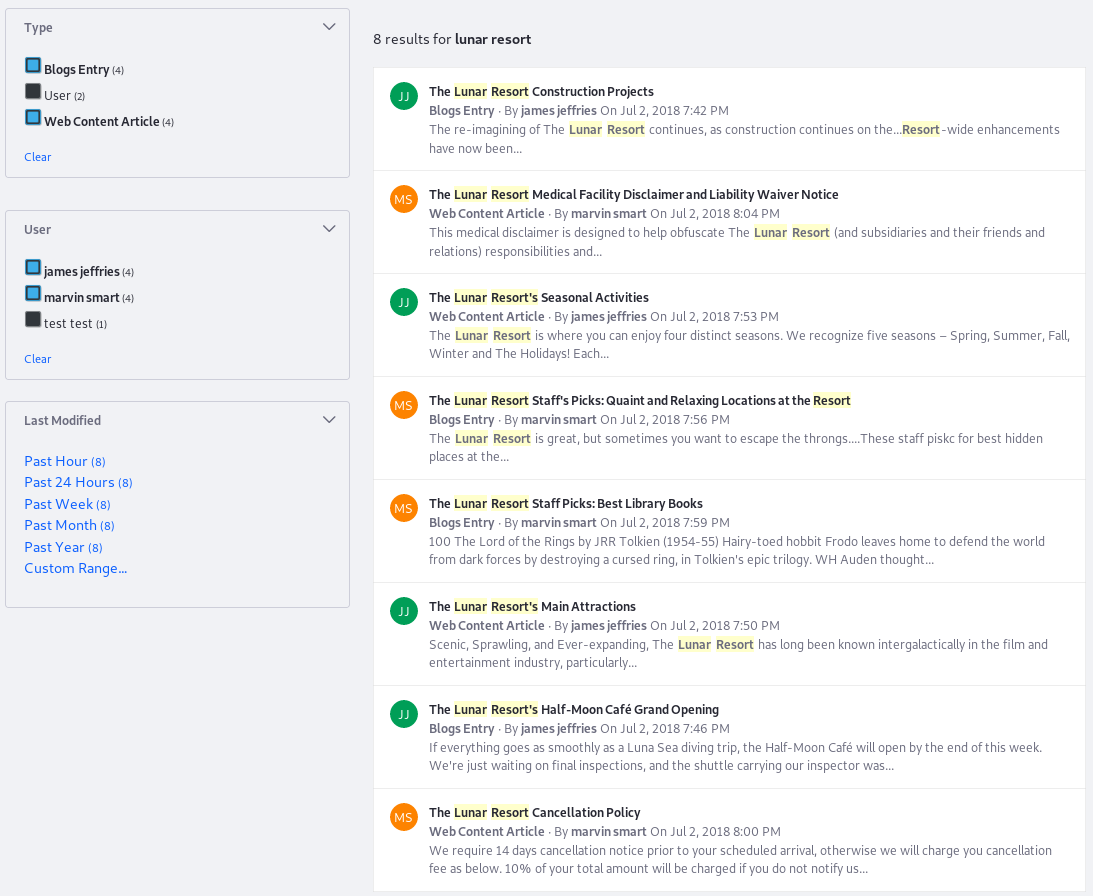 Type
Blogs Entry (4)
User (2)
Web Content Article (4)
Clear
User
james jeffries (4)
marvin smart (4)
test test (1)
Clear
Last Modified
Past Hour (8)
Past 24 Hours (8)
Past Week (8)
Past Month (8)
Past Year (8)
Custom Range...
8 results for lunar resort
JJ
The Lunar Resort Construction Projects
Blogs Entry · By james jeffries On Jul 2, 2018 7:42 PM
The re-imagining of The Lunar Resort continues, as construction continues on the...Resort-wide enhancements
have now been...
MS
The Lunar Resort Medical Facility Disclaimer and Liability Waiver Notice
Web Content Article · By marvin smart On Jul 2, 2018 8:04 PM
This medical disclaimer is designed to help obfuscate The Lunar Resort (and subsidiaries and their friends and
relations) responsibilities and...
JJ
The Lunar Resort's Seasonal Activities
Web Content Article · By james jeffries On Jul 2, 2018 7:53 PM
The Lunar Resort is where you can enjoy four distinct seasons. We recognize five seasons – Spring, Summer, Fall,
Winter and The Holidays! Each...
MS
The Lunar Resort Staff's Picks: Quaint and Relaxing Locations at the Resort
Blogs Entry · By marvin smart On Jul 2, 2018 7:56 PM
The Lunar Resort is great, but sometimes you want to escape the throngs....These staff piskc for best hidden
places at the...
MS
The Lunar Resort Staff Picks: Best Library Books
Blogs Entry · By marvin smart On Jul 2, 2018 7:59 PM
100 The Lord of the Rings by JRR Tolkien (1954-55) Hairy-toed hobbit Frodo leaves home to defend the world
from dark forces by destroying a cursed ring, in Tolkien's epic trilogy. WH Auden thought...
JJ
The Lunar Resort's Main Attractions
Web Content Article · By james jeffries On Jul 2, 2018 7:50 PM
Scenic, Sprawling, and Ever-expanding, The Lunar Resort has long been known intergalactically in the film and
entertainment industry, particularly...
JJ
The Lunar Resort's Half-Moon Café Grand Opening
Blogs Entry · By james jeffries On Jul 2, 2018 7:46 PM
If everything goes as smoothly as a Luna Sea diving trip, the Half-Moon Café will open by the end of this week.
We're just waiting on final inspections, and the shuttle carrying our inspector was...
MS
The Lunar Resort Cancellation Policy
Web Content Article · By marvin smart On Jul 2, 2018 8:00 PM
We require 14 days cancellation notice prior to your scheduled arrival, otherwise we will charge you cancellation
fee as below. 10% of your total amount will be charged if you do not notify us...